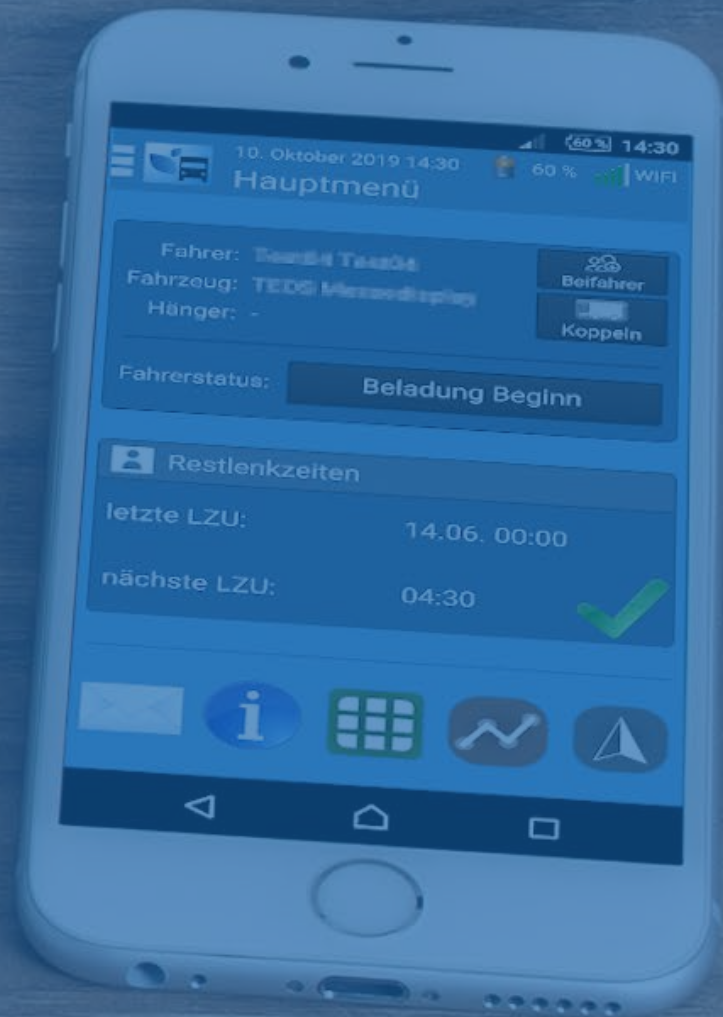 60 % 14:30
10. Oktober 2019 14:30 60 % WIFI
Hauptmenü
Fahrer:
Beifahrer
Fahrzeug: TEDS
Hänger: -
Koppeln
Fahrerstatus: Beladung Beginn
Restlenkzeiten
letzte LZU: 14.06. 00:00
nächste LZU: 04:30
i